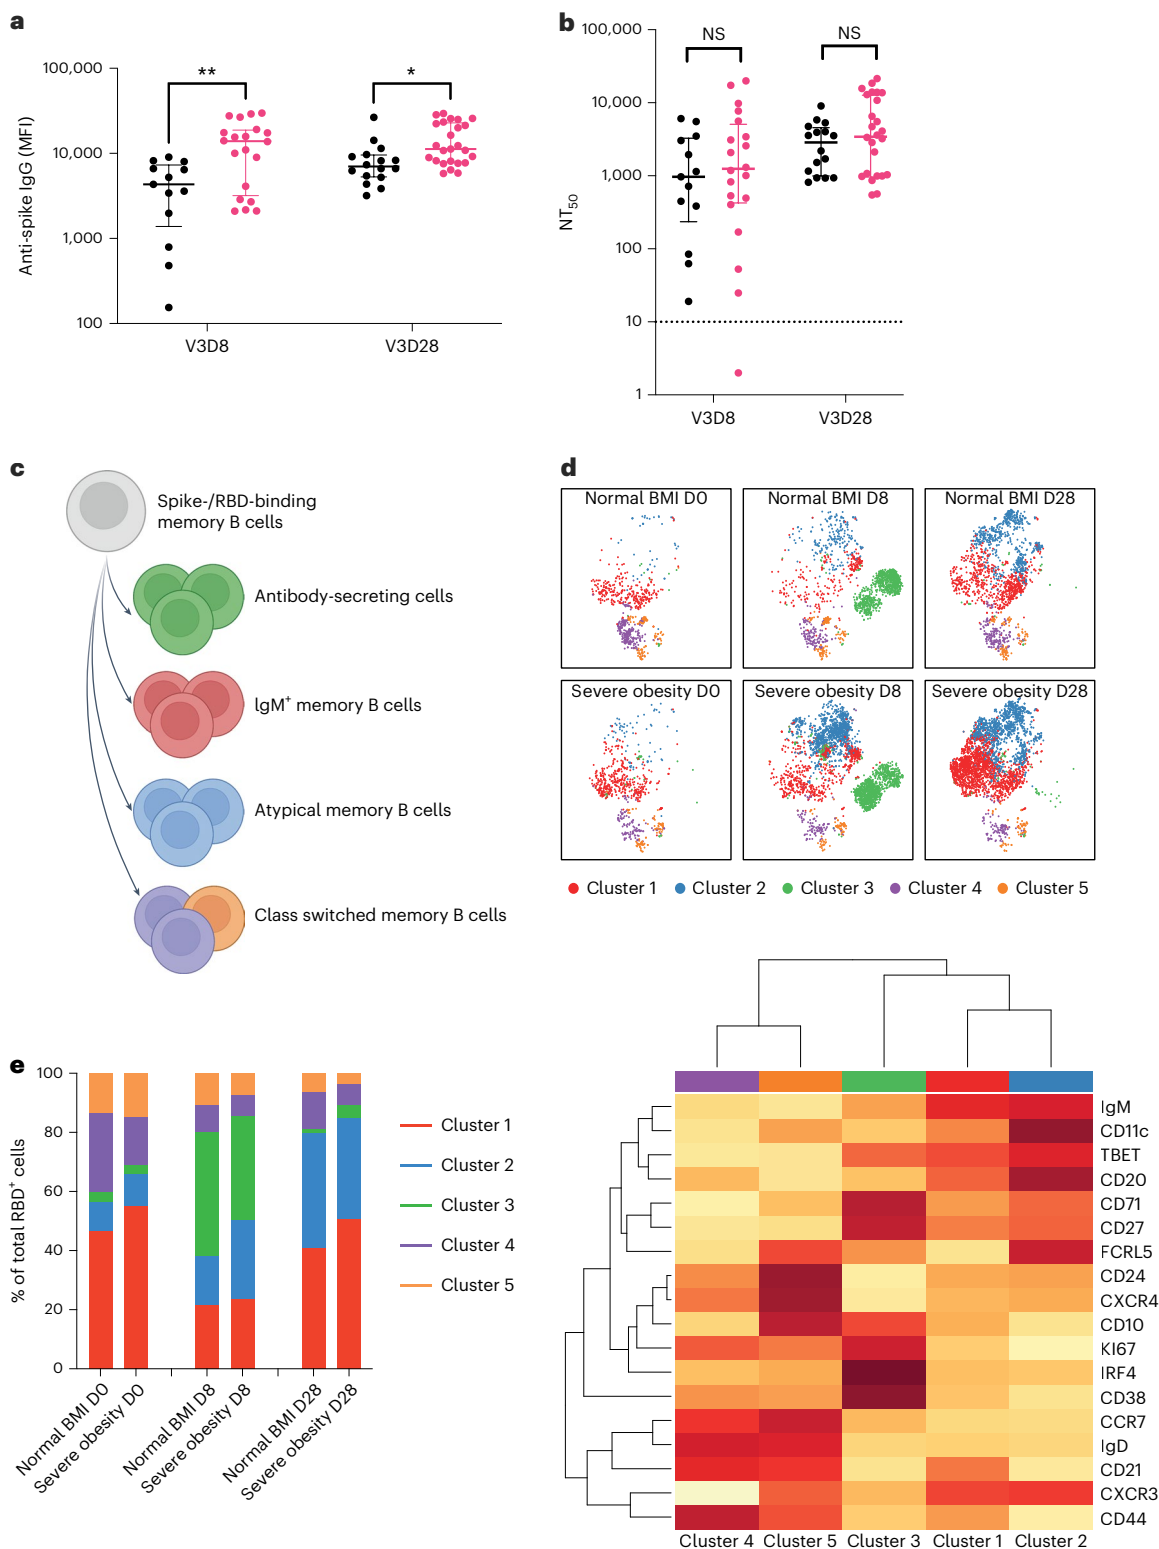 a
100,000
10,000
1,000
100
Anti-spike IgG (MFI)
**
*
V3D8
V3D28
b
100,000
10,000
1,000
100
10
1
NT50
NS
NS
V3D8
V3D28
c
Spike-/RBD-binding
memory B cells
Antibody-secreting cells
IgM+ memory B cells
Atypical memory B cells
Class switched memory B cells
d
Normal BMI D0
Normal BMI D8
Normal BMI D28
Severe obesity D0
Severe obesity D8
Severe obesity D28
Cluster 1
Cluster 2
Cluster 3
Cluster 4
Cluster 5
IgM
CD11c
TBET
CD20
CD71
CD27
FCRL5
CD24
CXCR4
CD10
KI67
IRF4
CD38
CCR7
IgD
CD21
CXCR3
CD44
Cluster 4
Cluster 5
Cluster 3
Cluster 1
Cluster 2
e
100
80
60
40
20
0
% of total RBD+ cells
Normal BMI D0
Severe obesity D0
Normal BMI D8
Severe obesity D8
Normal BMI D28
Severe obesity D28
Cluster 1
Cluster 2
Cluster 3
Cluster 4
Cluster 5